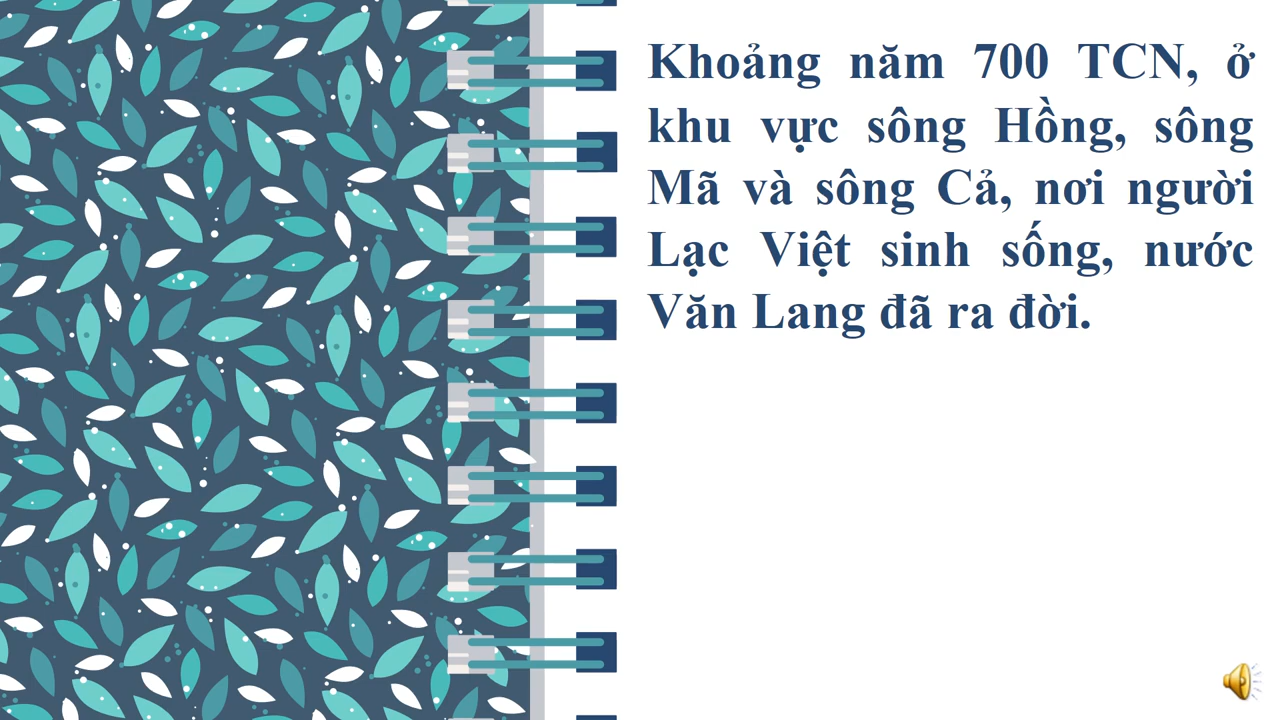 Khoảng năm 700 TCN, ở
khu vực sông Hồng, sông
Mã và sông Cả, nơi người
Lạc Việt sinh sống, nước
Văn Lang đã ra đời.